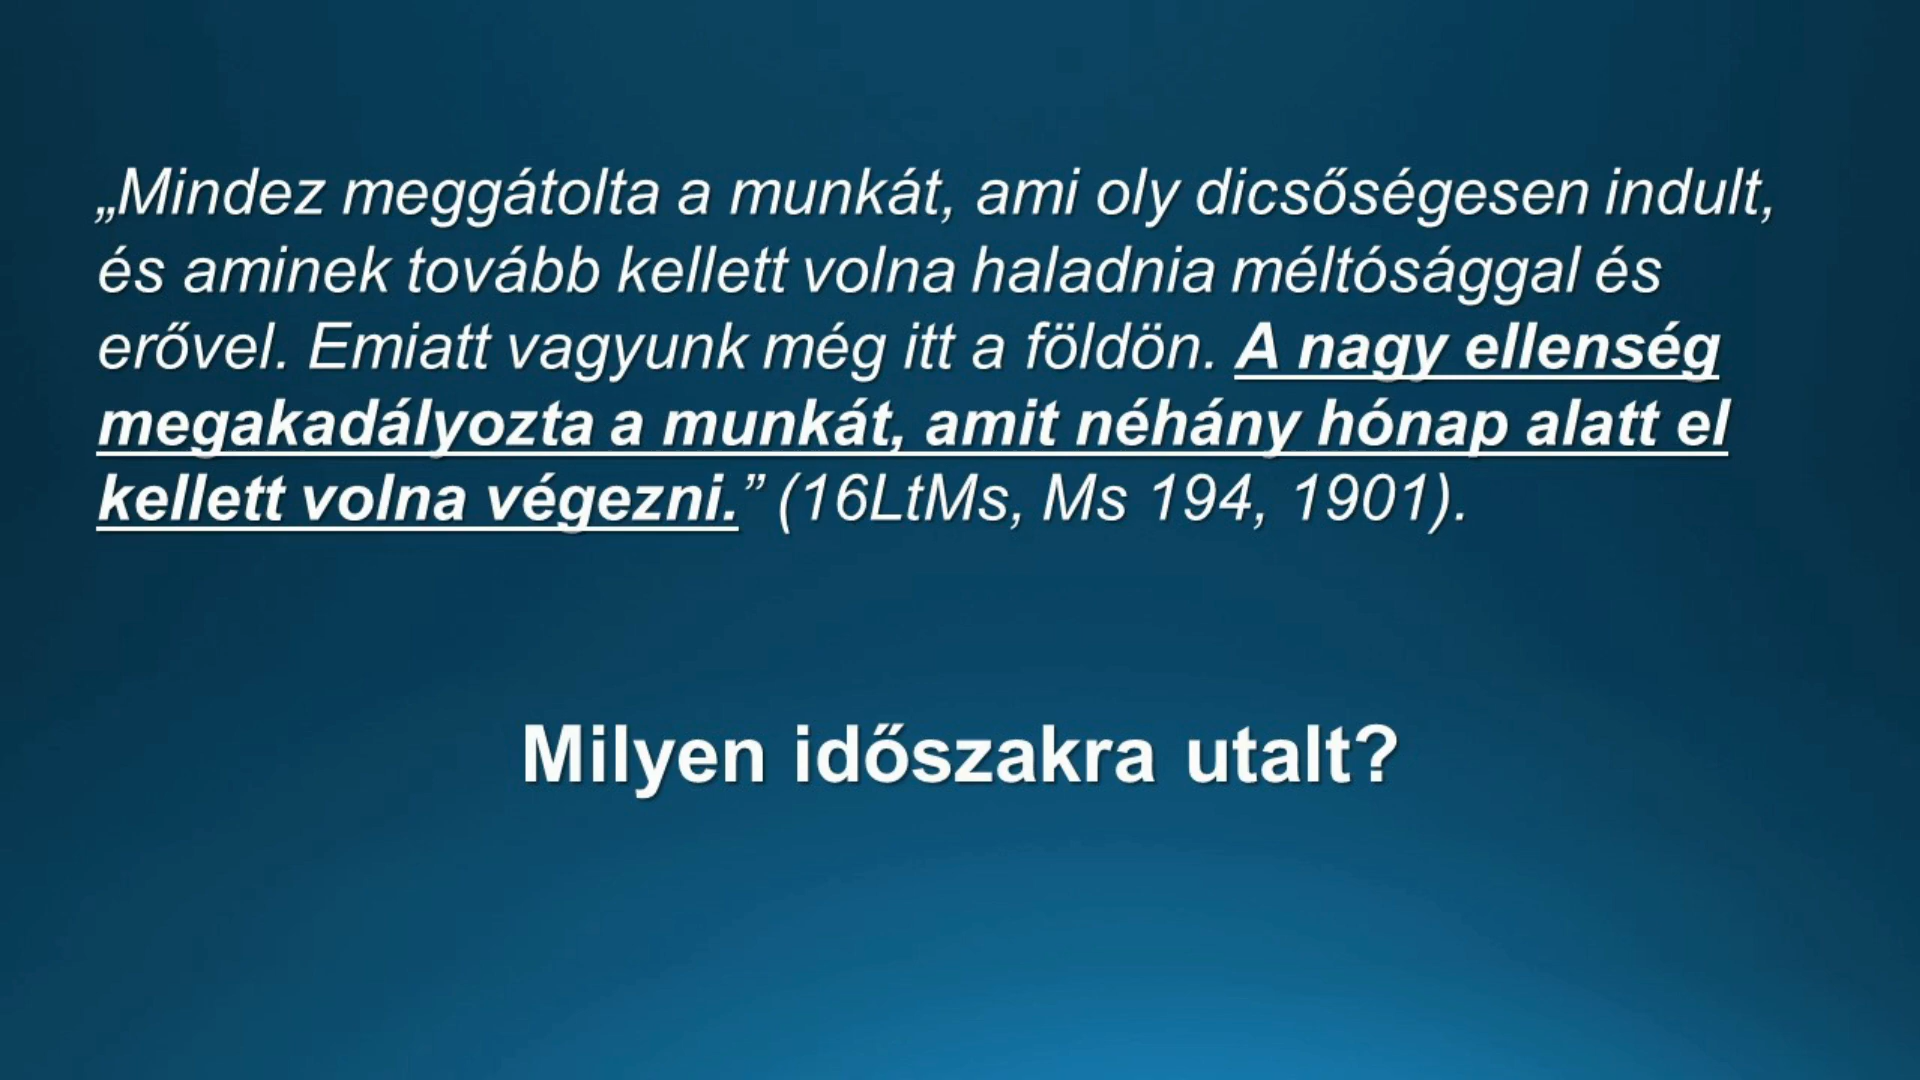 „Mindez meggátolta a munkát, ami oly dicsőségesen indult,
és aminek tovább kellett volna haladnia méltósággal és
erővel. Emiatt vagyunk még itt a földön. A nagy ellenség
megakadályozta a munkát, amit néhány hónap alatt el
kellett volna végezni.” (16LtMs, Ms 194, 1901).
Milyen időszakra utalt?